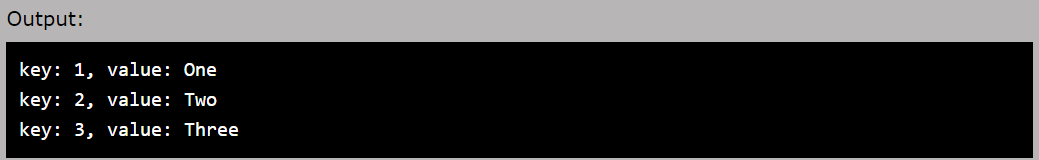 Output:
key: 1, value: One
key: 2, value: Two
key: 3, value: Three